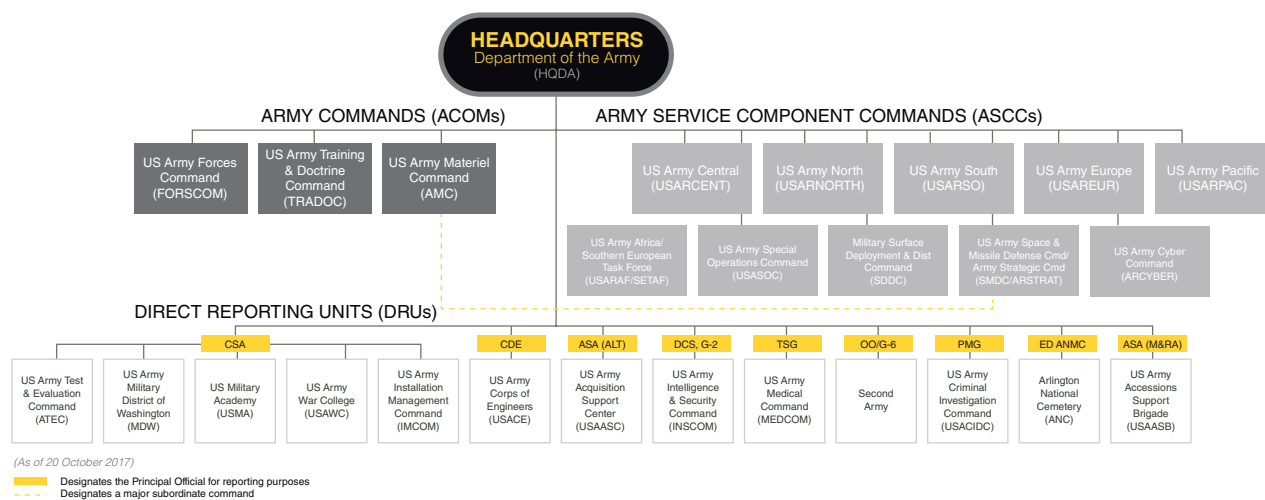 HEADQUARTERS
Department of the Army
(HQDA)
ARMY COMMANDS (ACOMs)
ARMY SERVICE COMPONENT COMMANDS (ASCCs)
US Army Forces
Command
(FORSCOM)
US Army Training
& Doctrine
Command
(TRADOC)
US Army Materiel
Command
(AMC)
US Army Central
(USARCENT)
US Army North
(USARNORTH)
US Army South
(USARSO)
US Army Europe
(USAREUR)
US Army Pacific
(USARPAC)
US Army Africa/
Southern European
Task Force
(USARAF/SETAF)
US Army Special
Operations Command
(USASOC)
Military Surface
Deployment & Dist
Command
(SDDC)
US Army Space &
Missile Defense Cmd/
Army Strategic Cmd
(SMDC/ARSTRAT)
US Army Cyber
Command
(ARCYBER)
DIRECT REPORTING UNITS (DRUs)
CSA
CDE
ASA (ALT)
DCS, G-2
TSG
OO/G-6
PMG
ED ANMC
ASA (M&RA)
US Army Test
& Evaluation
Command
(ATEC)
US Army
Military
District of
Washington
(MDW)
US Military
Academy
(USMA)
US Army
War College
(USAWC)
US Army
Installation
Management
Command
(IMCOM)
US Army
Corps of
Engineers
(USACE)
US Army
Acquisition
Support
Center
(USAASC)
US Army
Intelligence
& Security
Command
(INSCOM)
US Army
Medical
Command
(MEDCOM)
Second
Army
US Army
Criminal
Investigation
Command
(USACIDC)
Arlington
National
Cemetery
(ANC)
US Army
Accessions
Support
Brigade
(USAASB)
(As of 20 October 2017)
Designates the Principal Official for reporting purposes
Designates a major subordinate command